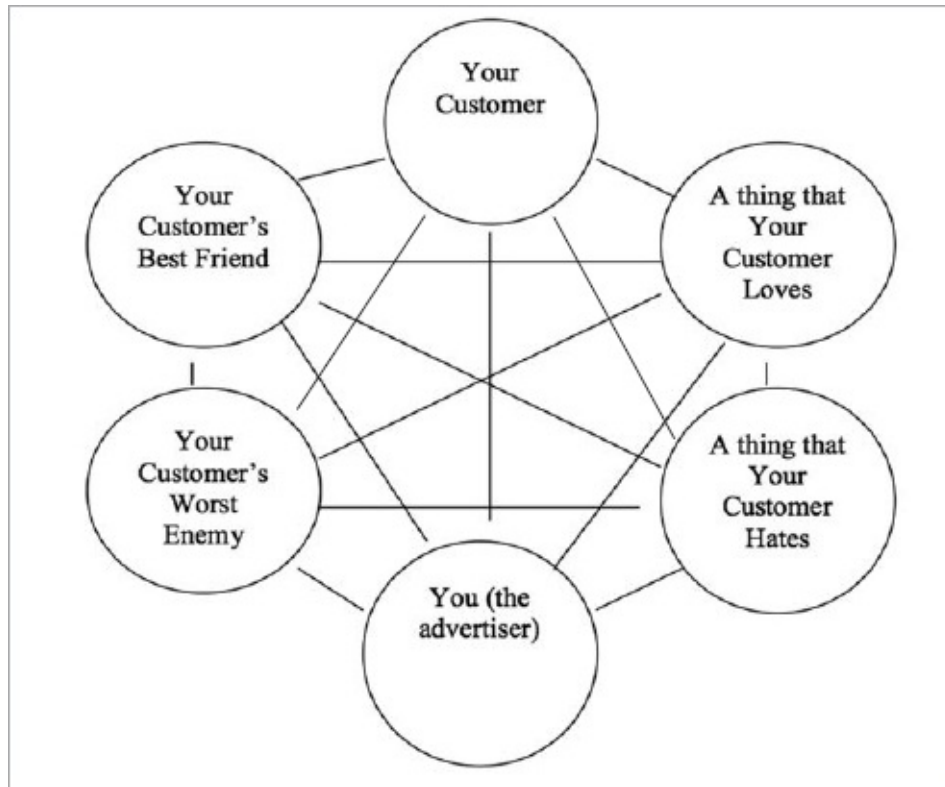 Your
Customer
Your
Customer’s
Best Friend
A thing that
Your
Customer
Loves
Your
Customer’s
Worst
Enemy
A thing that
Your
Customer
Hates
You (the
advertiser)